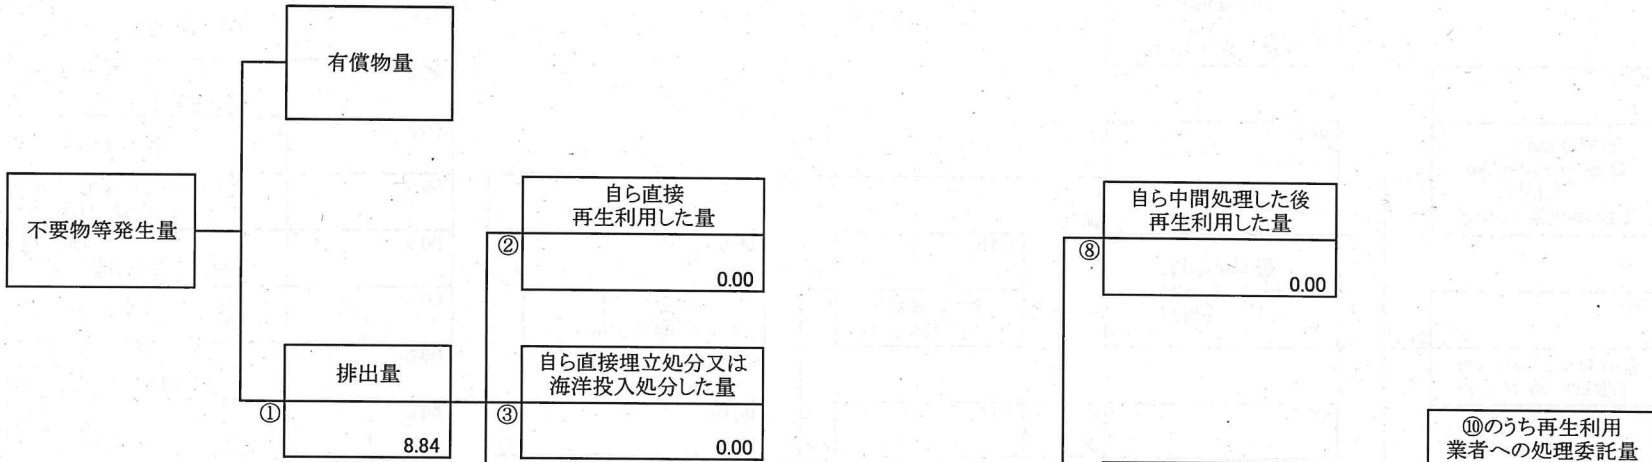 有償物量
不要物等発生量
自ら直接
再生利用した量
②
0.00
自ら中間処理した後
再生利用した量
⑧
0.00
排出量
①
8.84
自ら直接埋立処分又は
海洋投入処分した量
③
0.00
⑩のうち再生利用
業者への処理委託量